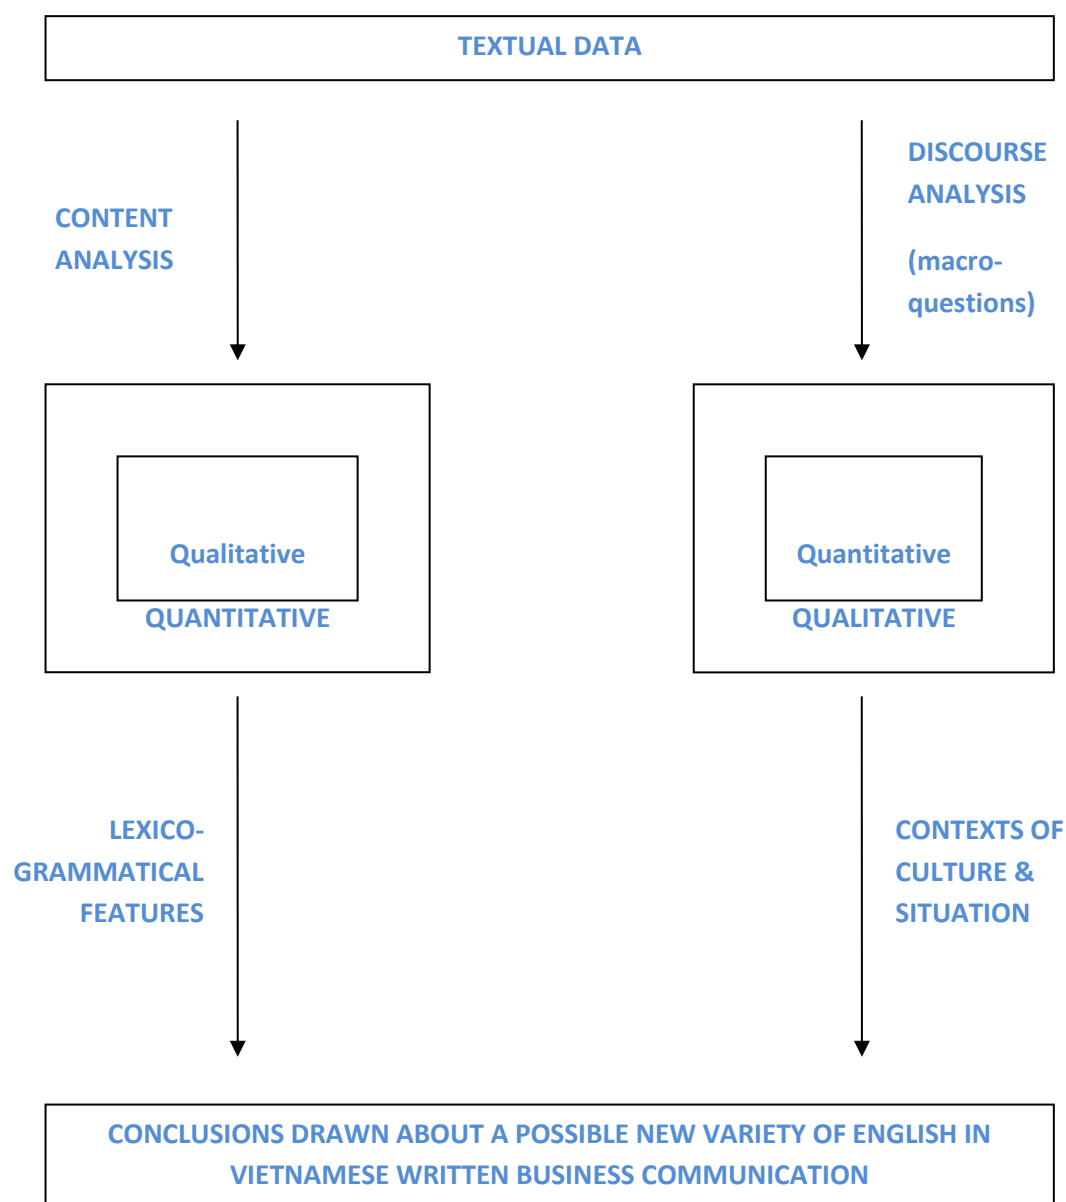 TEXTUAL DATA
CONTENT
ANALYSIS
DISCOURSE
ANALYSIS
(macro-
questions)
Qualitative
QUANTITATIVE
Quantitative
QUALITATIVE
LEXICO-
GRAMMATICAL
FEATURES
CONTEXTS OF
CULTURE &
SITUATION
CONCLUSIONS DRAWN ABOUT A POSSIBLE NEW VARIETY OF ENGLISH IN
VIETNAMESE WRITTEN BUSINESS COMMUNICATION